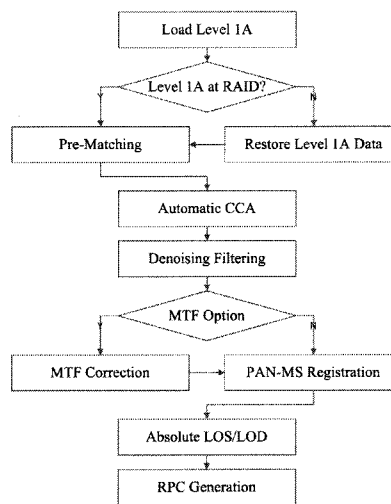 Load Level 1A
Level 1A at RAID?
Y
N
Pre-Matching
Restore Level 1A Data
Automatic CCA
Denoising Filtering
MTF Option
Y
N
MTF Correction
PAN-MS Registration
Absolute LOS/LOD
RPC Generation